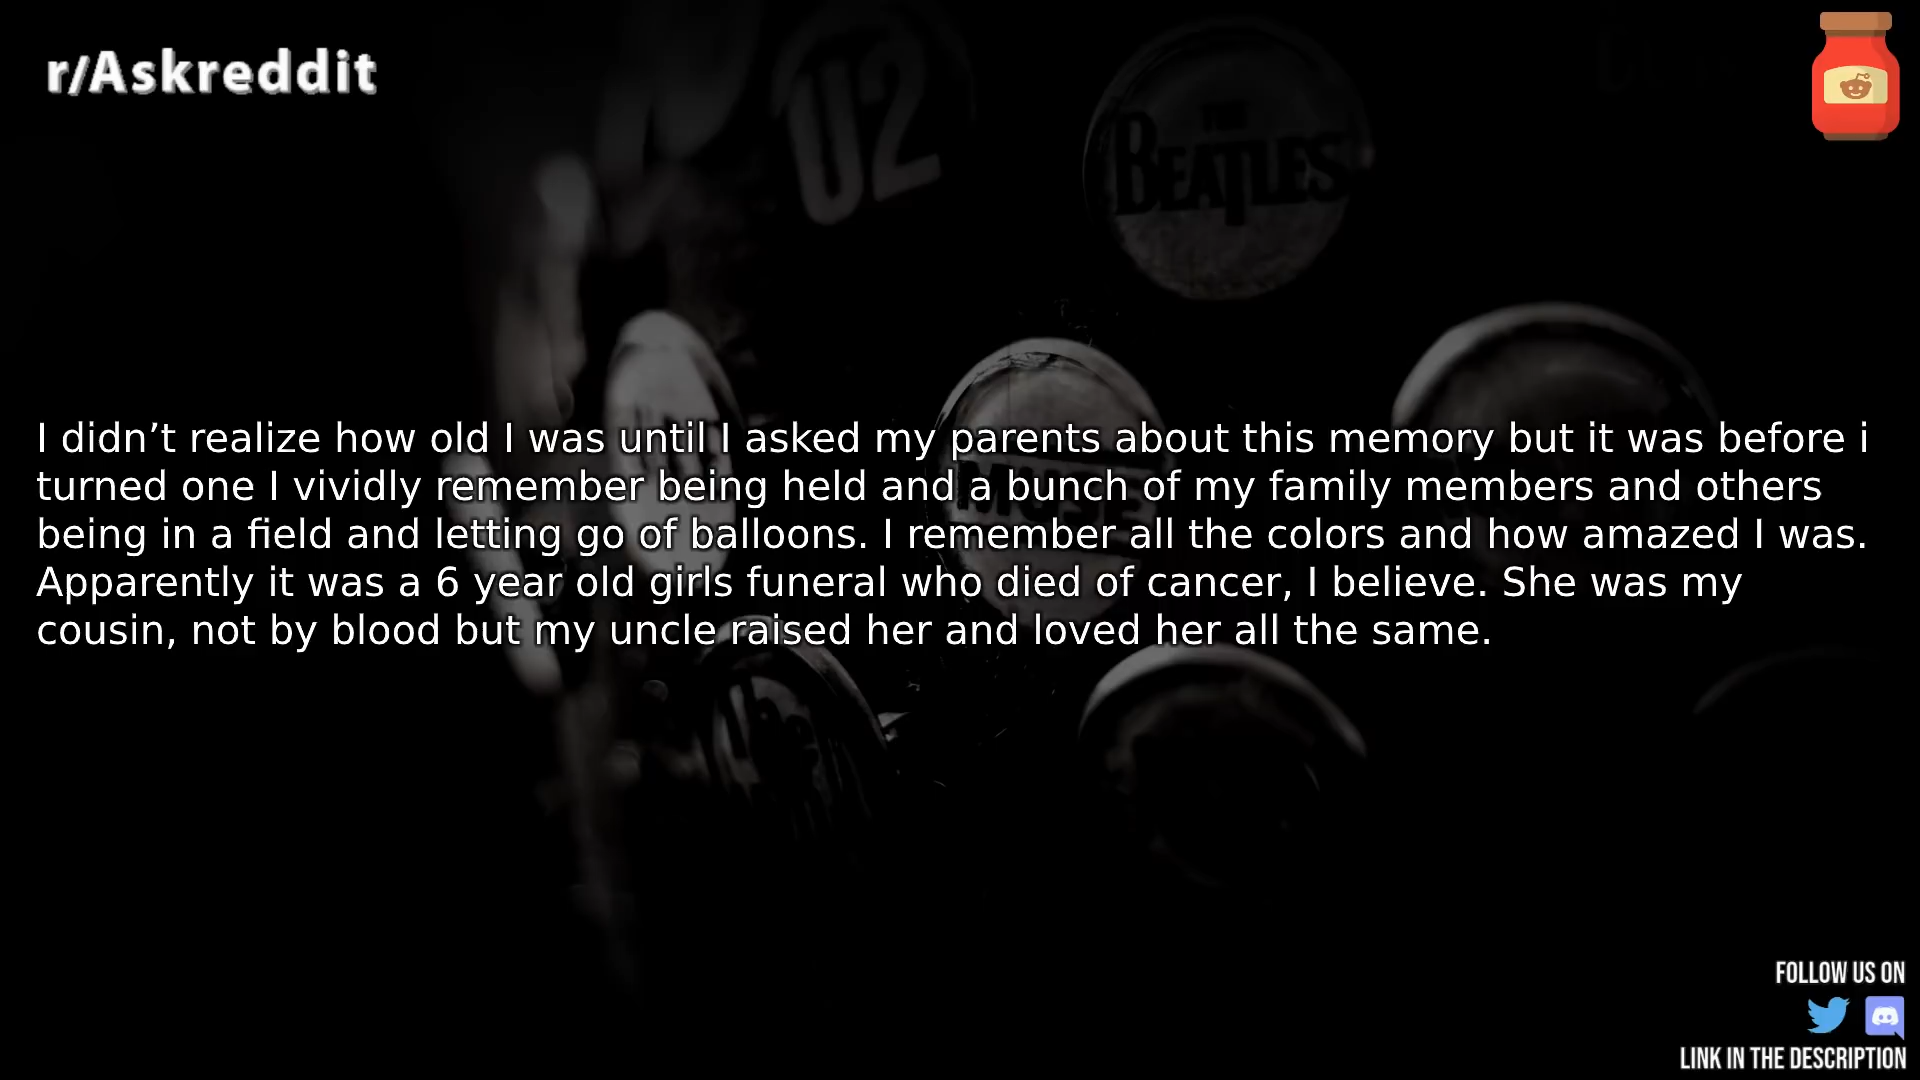 r/Askreddit
U2
THE
BEATLES
I didn’t realize how old I was until I asked my parents about this memory but it was before i
turned one I vividly remember being held and a bunch of my family members and others
being in a field and letting go of balloons. I remember all the colors and how amazed I was.
MUSE
Apparently it was a 6 year old girls funeral who died of cancer, I believe. She was my
cousin, not by blood but my uncle raised her and loved her all the same.
FOLLOW US ON
LINK IN THE DESCRIPTION